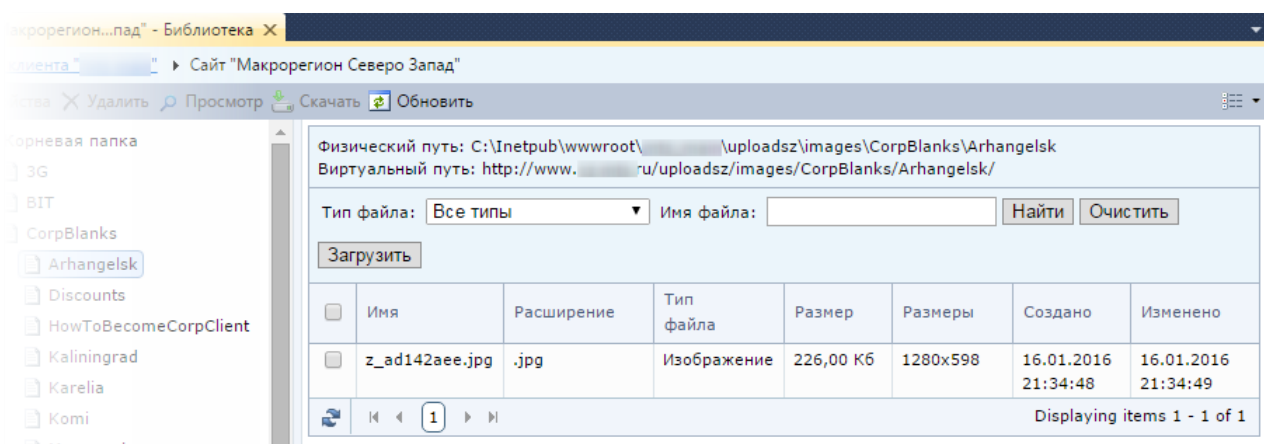 акрорегион...пад" - Библиотека
клиента " " Сайт "Макрорегион Северо Запад"
Удалить Просмотр Скачать Обновить
Корневая папка
3G
BIT
CorpBlanks
Arhangelsk
Discounts
HowToBecomeCorpClient
Kaliningrad
Karelia
Komi
Физический путь: C:\Inetpub\wwwroot\ \uploadsz\images\CorpBlanks\Arhangelsk
Виртуальный путь: http://www. ru/uploadsz/images/CorpBlanks/Arhangelsk/
Тип файла: Все типы Имя файла: Найти Очистить
Загрузить
Имя Расширение Тип файла Размер Размеры Создано Изменено
z_ad142aee.jpg .jpg Изображение 226,00 Кб 1280x598 16.01.2016 21:34:48 16.01.2016 21:34:49
1 Displaying items 1 - 1 of 1